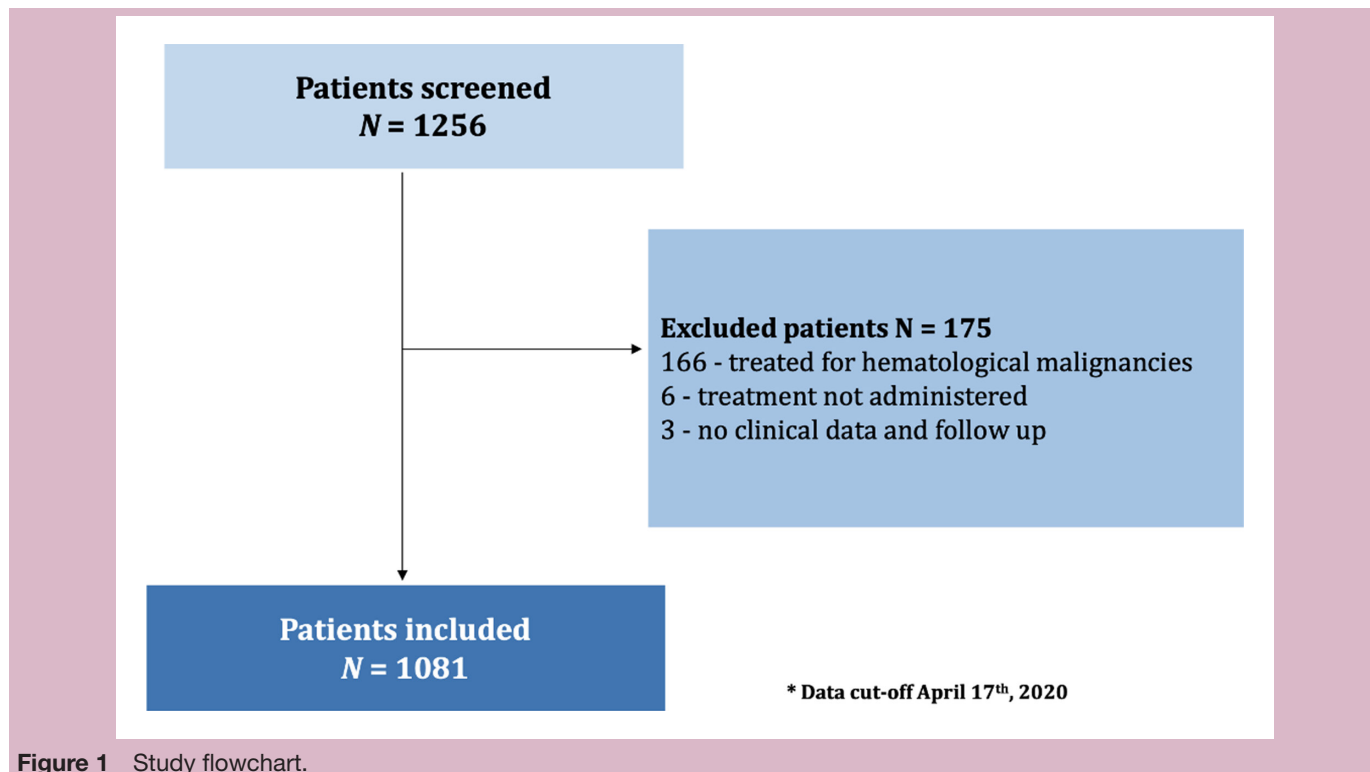 Patients screened
N = 1256
Excluded patients N = 175
166 - treated for hematological malignancies
6 - treatment not administered
3 - no clinical data and follow up
Patients included
N = 1081
* Data cut-off April 17th, 2020
Figure 1 Study flowchart.